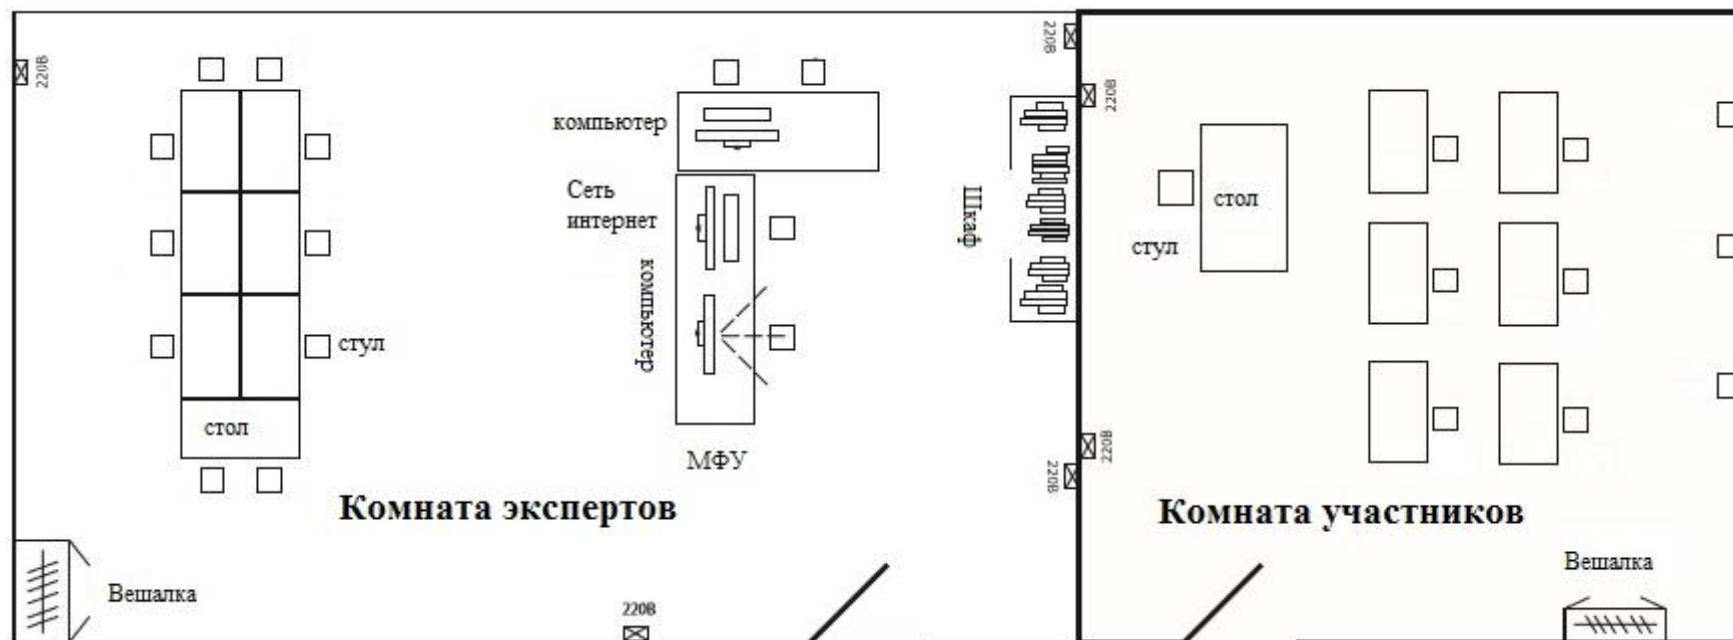 220В
220В
220В
компьютер
Сеть
интернет
Шкаф
стол
стул
компьютер
стул
стол
МФУ
220В
220В
Комната экспертов
Комната участников
Вешалка
Вешалка
220В